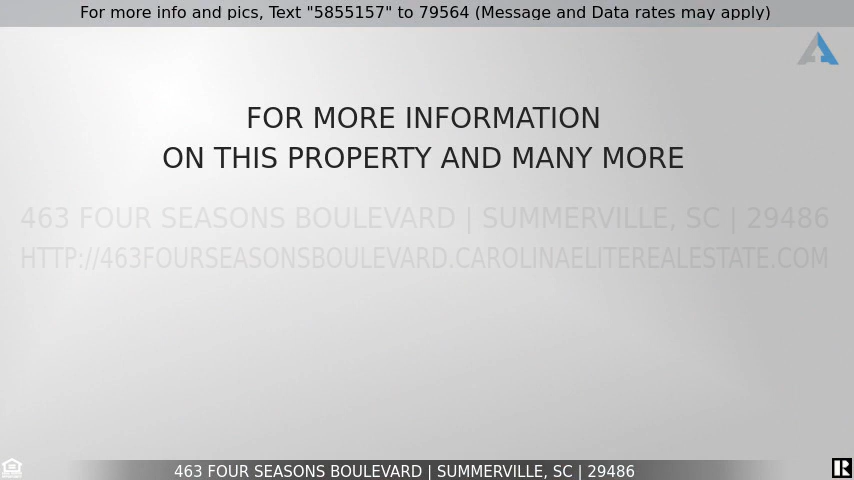 For more info and pics, Text "5855157" to 79564 (Message and Data rates may apply)
FOR MORE INFORMATION
ON THIS PROPERTY AND MANY MORE
463 FOUR SEASONS BOULEVARD | SUMMERVILLE, SC | 29486
HTTP://463FOURSEASONSBOULEVARD.CAROLINAELITEREALESTATE.COM
463 FOUR SEASONS BOULEVARD | SUMMERVILLE, SC | 29486